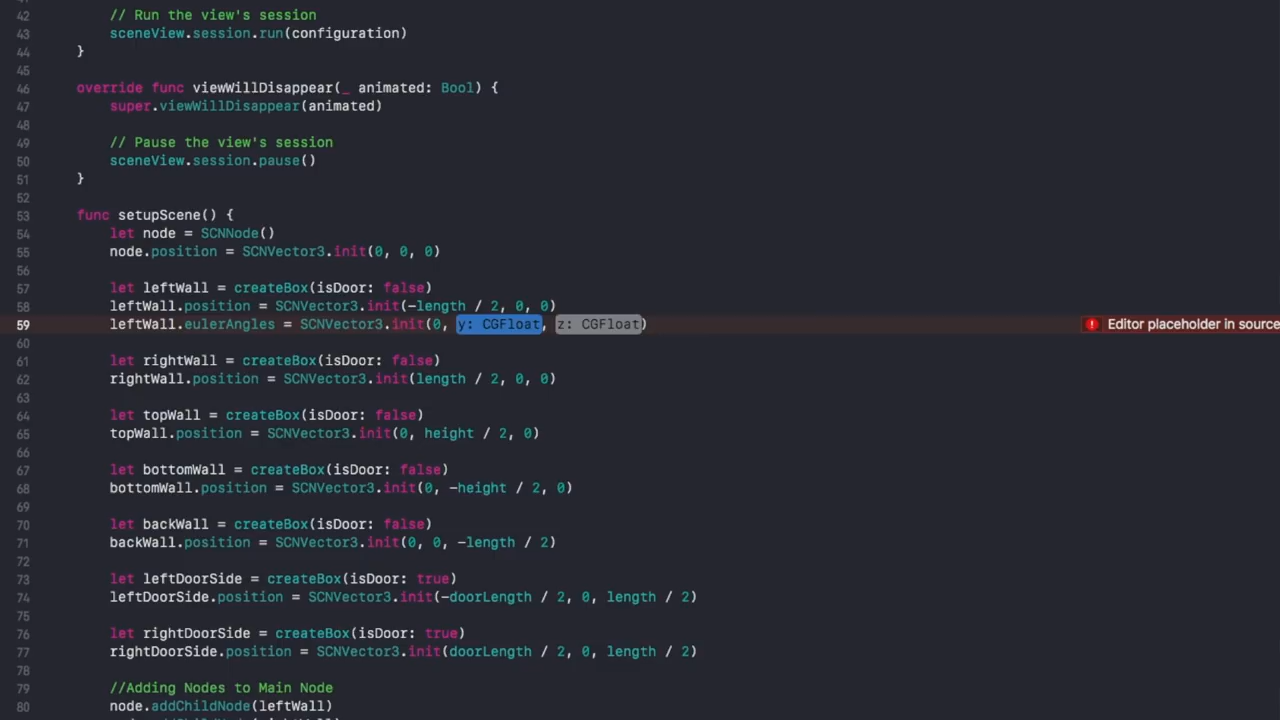 42 // Run the view's session
43 sceneView.session.run(configuration)
44 }
45
46 override func viewWillDisappear(_ animated: Bool) {
47 super.viewWillDisappear(animated)
48
49 // Pause the view's session
50 sceneView.session.pause()
51 }
52
53 func setupScene() {
54 let node = SCNNode()
55 node.position = SCNVector3.init(0, 0, 0)
56
57 let leftWall = createBox(isDoor: false)
58 leftWall.position = SCNVector3.init(-length / 2, 0, 0)
59 leftWall.eulerAngles = SCNVector3.init(0, y: CGFloat, z: CGFloat) Editor placeholder in source
60
61 let rightWall = createBox(isDoor: false)
62 rightWall.position = SCNVector3.init(length / 2, 0, 0)
63
64 let topWall = createBox(isDoor: false)
65 topWall.position = SCNVector3.init(0, height / 2, 0)
66
67 let bottomWall = createBox(isDoor: false)
68 bottomWall.position = SCNVector3.init(0, -height / 2, 0)
69
70 let backWall = createBox(isDoor: false)
71 backWall.position = SCNVector3.init(0, 0, -length / 2)
72
73 let leftDoorSide = createBox(isDoor: true)
74 leftDoorSide.position = SCNVector3.init(-doorLength / 2, 0, length / 2)
75
76 let rightDoorSide = createBox(isDoor: true)
77 rightDoorSide.position = SCNVector3.init(doorLength / 2, 0, length / 2)
78
79 //Adding Nodes to Main Node
80 node.addChildNode(leftWall)